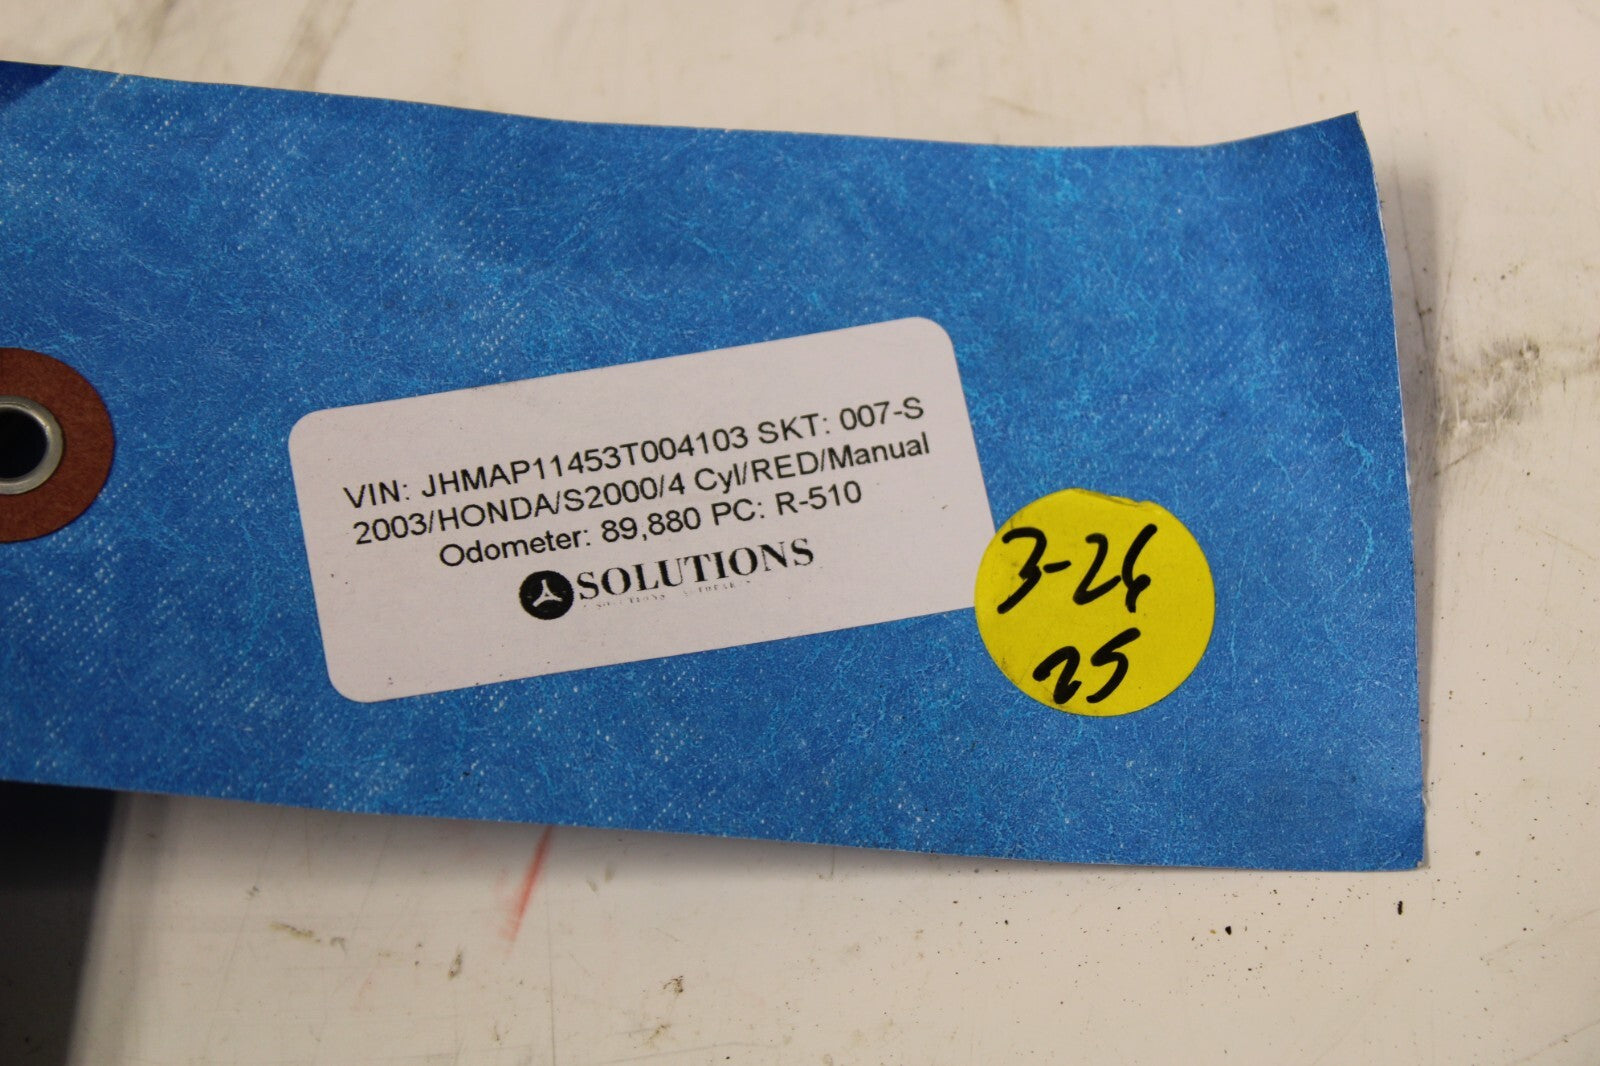 VIN: JHMAP11453T004103 SKT: 007-S
2003/HONDA/S2000/4 Cyl/RED/Manual
Odometer: 89,880 PC: R-510
SOLUTIONS
3-26
25